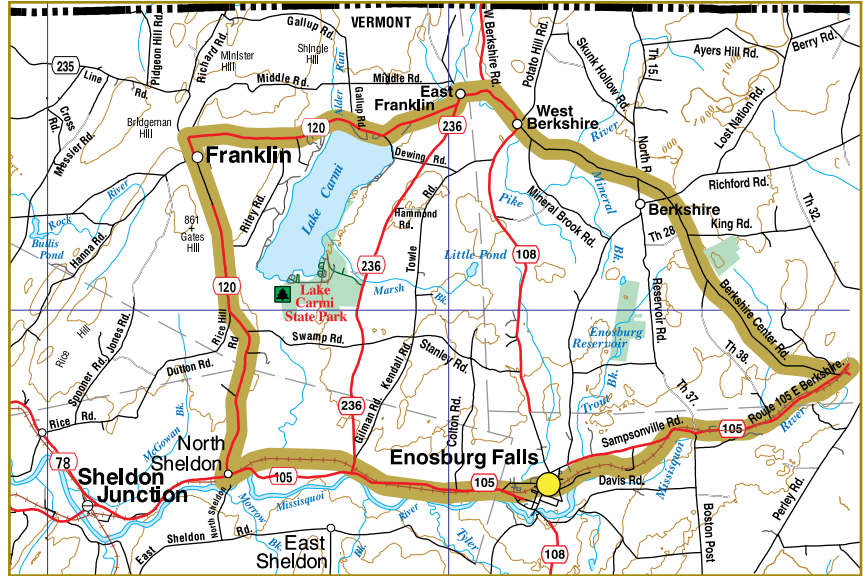 VERMONT
Gallup Rd.
Pidgeon Hill Rd.
Richard Rd.
Minister
Hill
Shingle
Hill
Alder Run
W Berkshire Rd.
Potato Hill Rd.
Skunk Hollow Rd.
Th 15.
Ayers Hill Rd.
Berry Rd.
1000
235
Line
Rd.
Middle Rd.
Middle Rd.
East
Franklin
Gallup Rd.
Cross
Rd.
Messier Rd.
Bridgeman
Hill
120
236
West
Berkshire
River
Lost Nation Rd.
000
1000
North R
Franklin
Dewing Rd.
Richford Rd.
River
Rock
Bullis
Pond
Hanna Rd.
861
+
Gates
Hill
Riley Rd.
Lake Carmi
Hammond
Rd.
Rd.
Towle
Pike
Mineral
Bk.
Mineral Brook Rd.
Berkshire
King Rd.
Th 28
Th 32.
Little Pond
108
236
120
Lake
Carmi
State Park
Marsh
Bk.
Reservoir Rd.
Berkshire Center Rd.
Rice Hill
Rd
Rice
Hill
Spooner Rd.
Jones Rd.
Swamp Rd.
Stanley Rd.
Enosburg
Reservoir
Th 38.
Dutton Rd.
Kendall Rd.
Trout
Bk.
Th 37.
Route 105 E Berkshire.
236
Gilman Rd.
Colton Rd.
Rice
Rd.
McGowan
Bk.
North
Sheldon
Enosburg Falls
Sampsonville Rd.
105
River
78
Sheldon
Junction
105
105
Davis Rd.
Missisquoi
North Sheldon
Morrow
Bk.
Missisquoi
River
Tyler
Bk.
Perley Rd.
Boston Post
East
Sheldon
Rd.
East
Sheldon
108